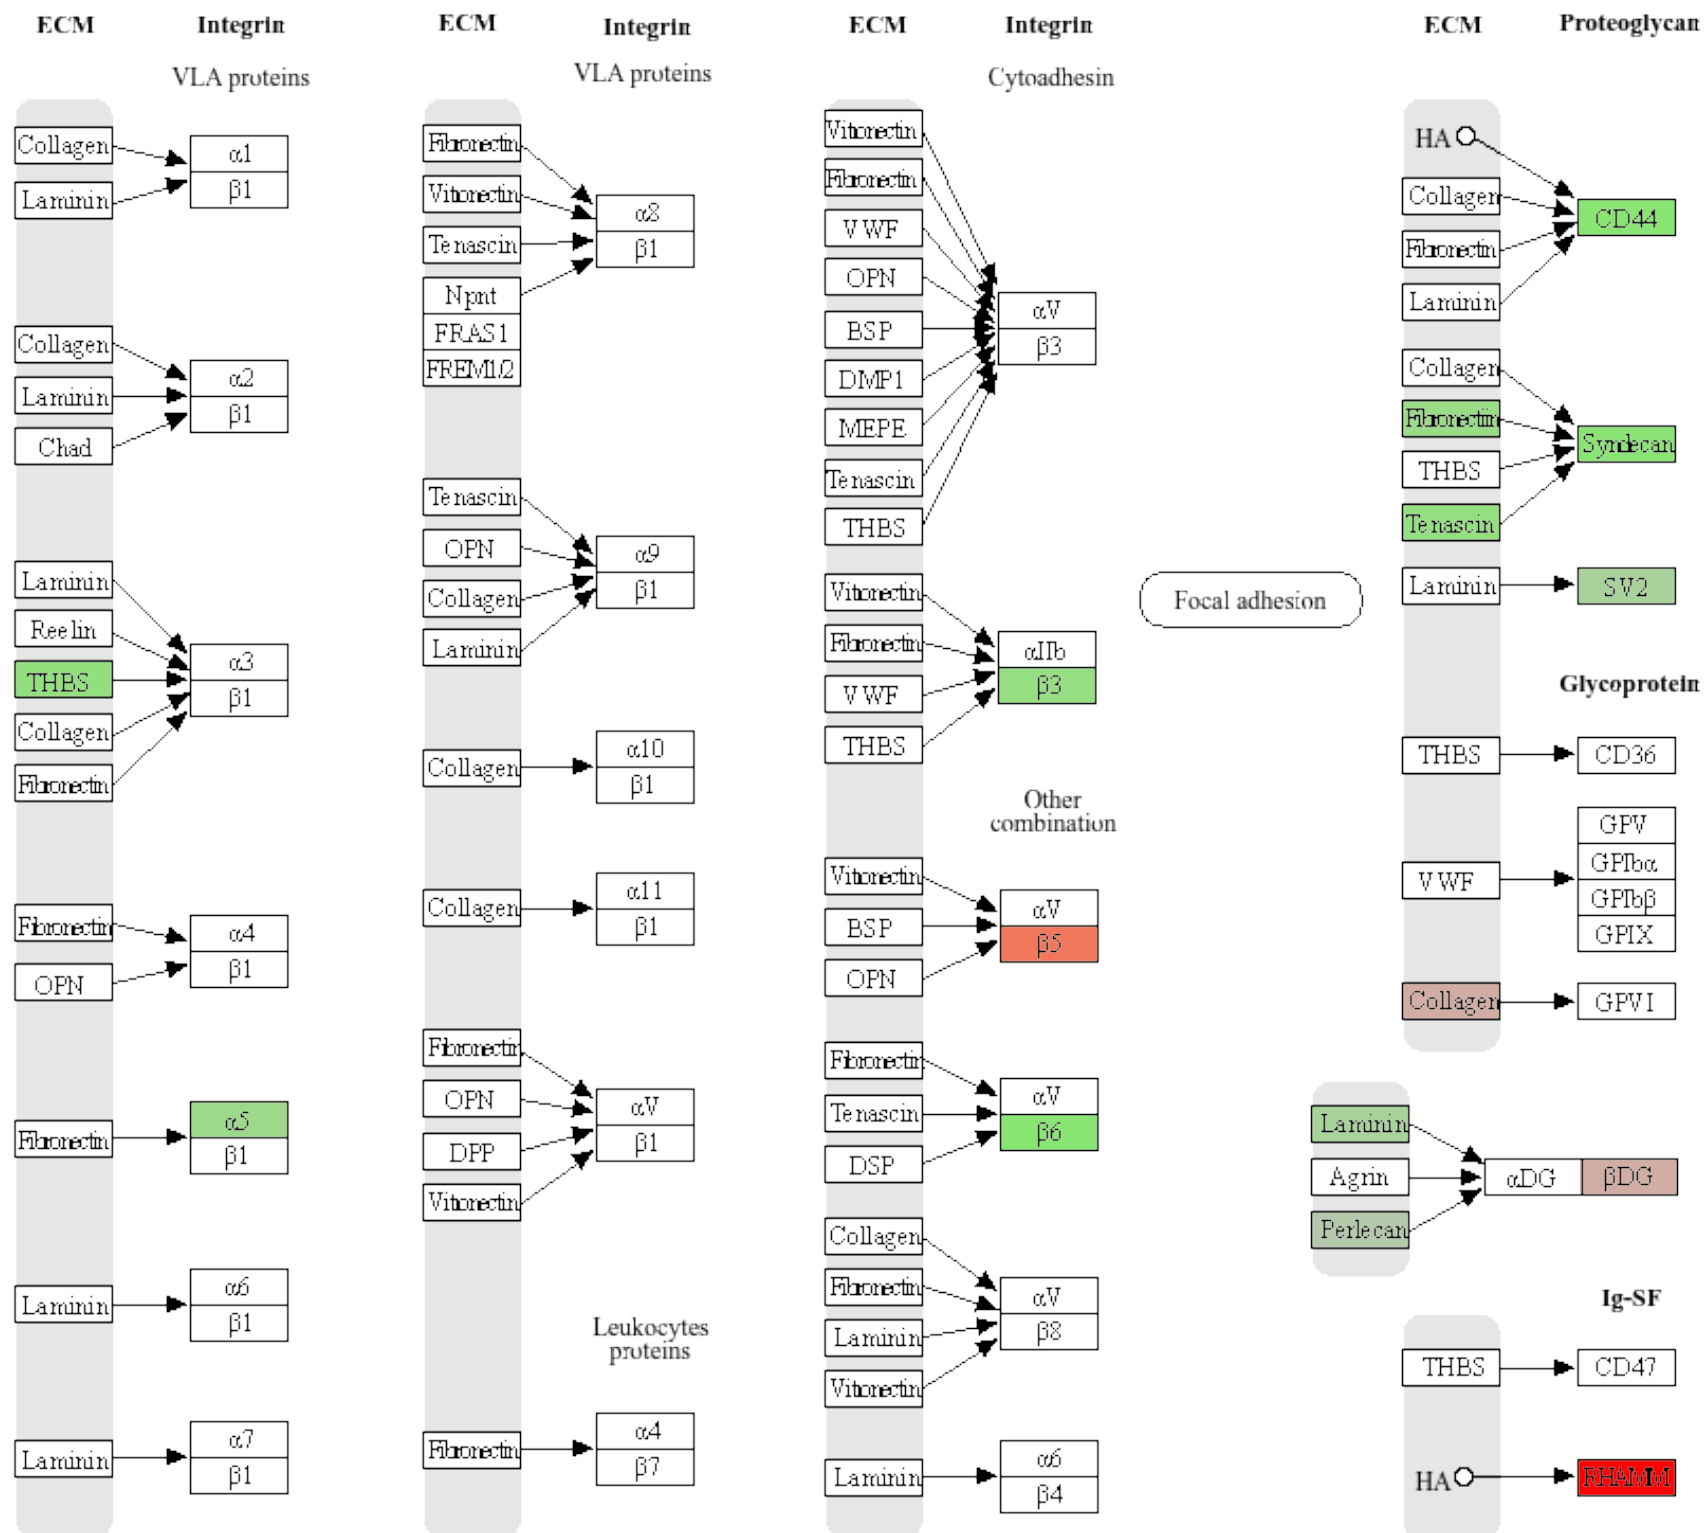 ECM
Integrin
VLA proteins
Collagen
Laminin
α1
β1
Collagen
Laminin
Chad
α2
β1
Laminin
Reelin
THBS
Collagen
Fibronectin
α3
β1
Fibronectin
OPN
α4
β1
Fibronectin
α5
β1
Laminin
α6
β1
Laminin
α7
β1
ECM
Integrin
VLA proteins
Fibronectin
Vitronectin
Tenascin
Npnt
FRAS1
FREM1/2
α8
β1
Tenascin
OPN
Collagen
Laminin
α9
β1
Collagen
α10
β1
Collagen
α11
β1
Fibronectin
OPN
DPP
Vitronectin
αV
β1
Leukocytes
proteins
Fibronectin
α4
β7
ECM
Integrin
Cytoadhesin
Vitronectin
Fibronectin
VWF
OPN
BSP
DMP1
MEPE
Tenascin
THBS
αV
β3
Vitronectin
Fibronectin
VWF
THBS
αIIb
β3
Other
combination
Vitronectin
BSP
OPN
αV
β5
Fibronectin
Tenascin
DSP
αV
β6
Collagen
Fibronectin
Laminin
Vitronectin
αV
β8
Laminin
α6
β4
Focal adhesion
ECM
Proteoglycan
HA
Collagen
Fibronectin
Laminin
CD44
Collagen
Fibronectin
THBS
Tenascin
Syndecan
Laminin
SV2
Glycoprotein
THBS
CD36
VWF
GPV
GPIbα
GPIbβ
GPIX
Collagen
GPVI
Laminin
Agrin
Perlecan
αDG
βDG
Ig-SF
THBS
CD47
HA
RHAMM